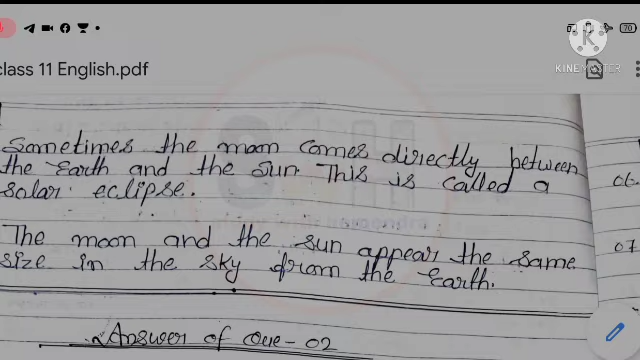 70
class 11 English.pdf
KINEMASTER
Sometimes the moon comes directly between
the Earth and the sun This is called a
solar eclipse.
06.
The moon and the sun appear the same
size in the sky from the Earth.
07
Answer of Que-02